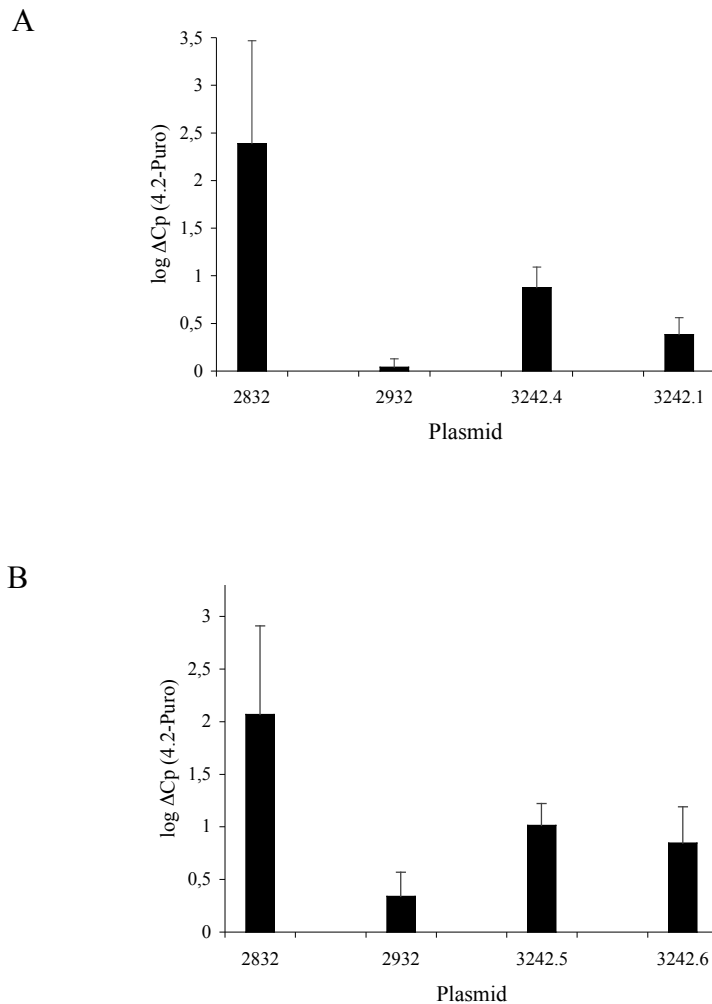 A
log ΔCp (4.2-Puro)
3,5
3
2,5
2
1,5
1
0,5
0
2832 2932 3242.4 3242.1
Plasmid
B
log ΔCp (4.2-Puro)
3
2,5
2
1,5
1
0,5
0
2832 2932 3242.5 3242.6
Plasmid